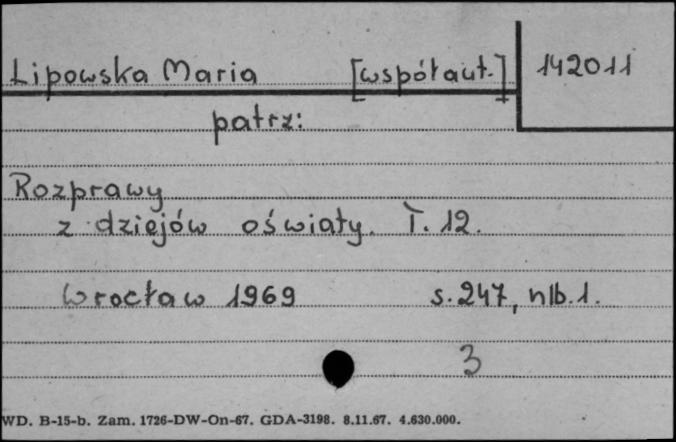 Lipowska Maria [współaut.] 142011
patrz:
Rozprawy
z dziejów oświaty. T. 12.
Wrocław 1969 s. 247, nlb. 1.
3
WD. B-15-b. Zam. 1726-DW-On-67. GDA-3198. 8.11.67. 4.630.000.